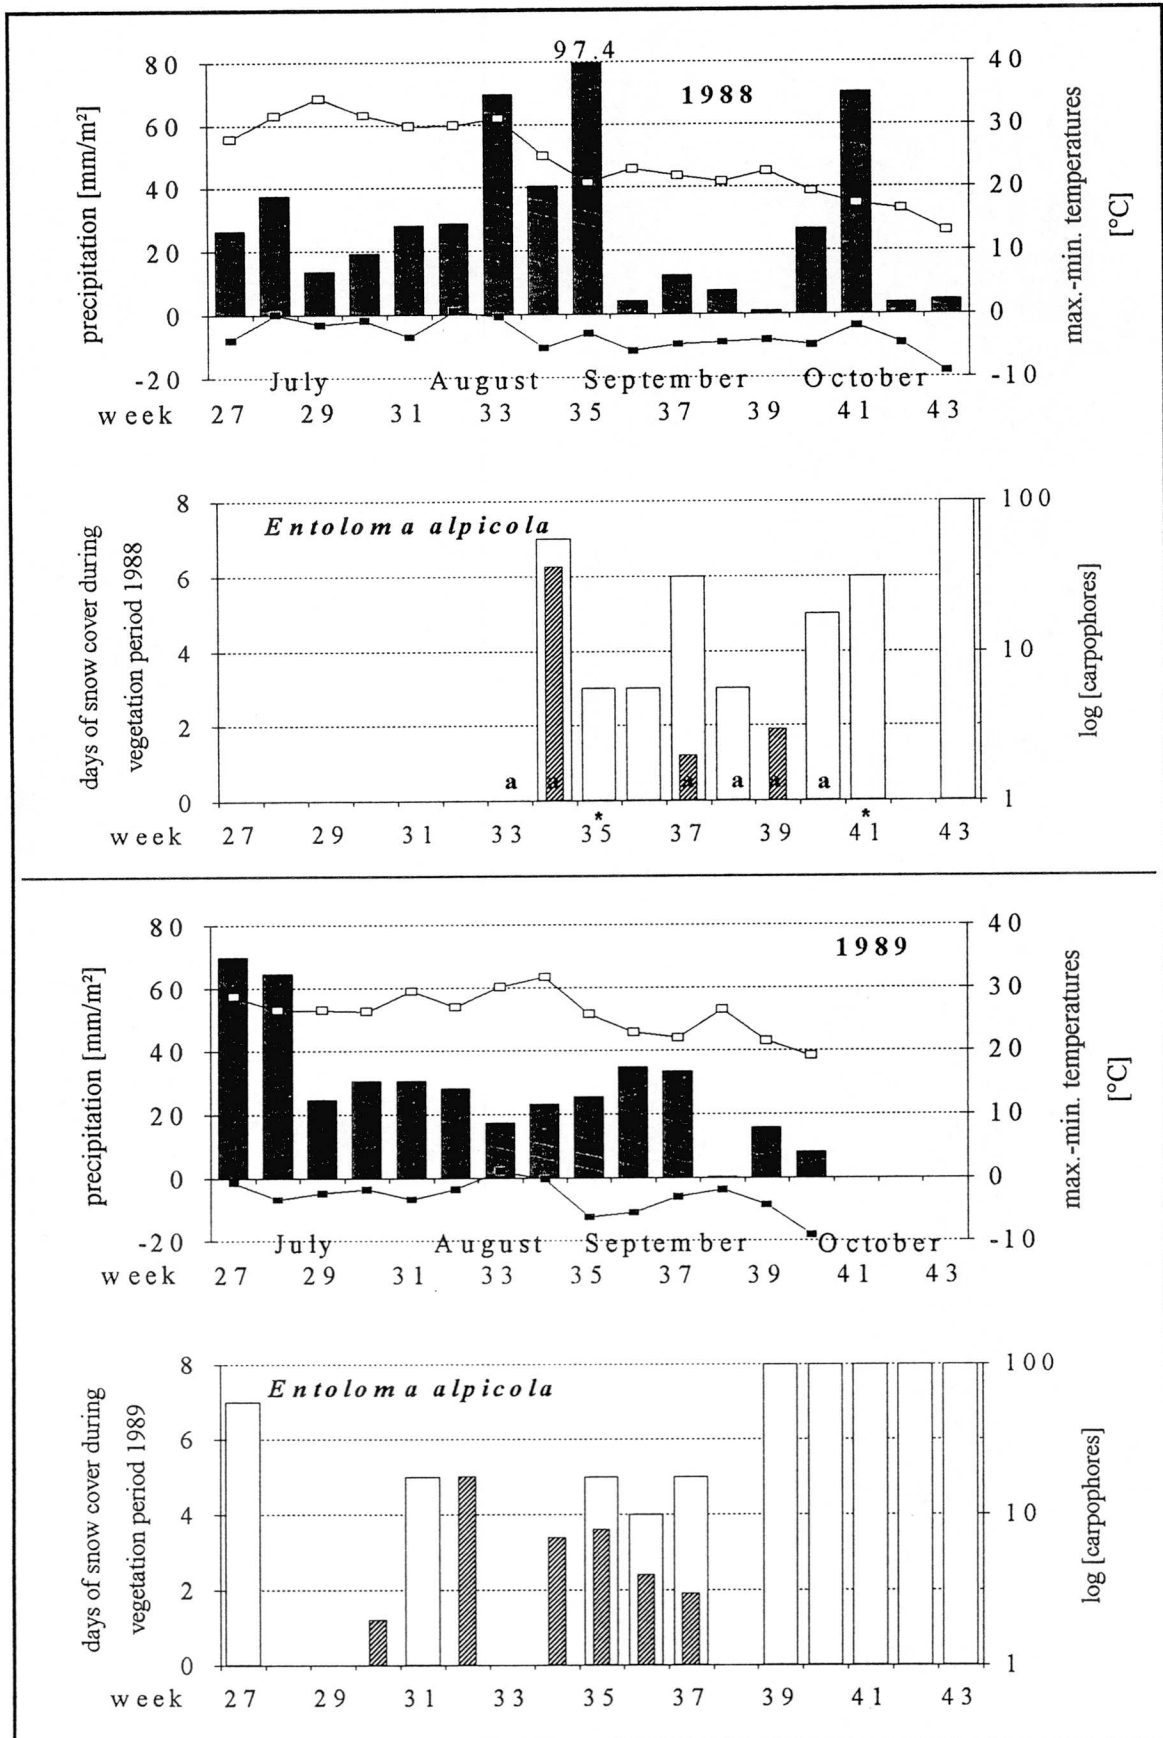 97.4
1988
precipitation [mm/m²]
80
60
40
20
0
-20
40
30
20
10
0
-10
max.-min. temperatures
[°C]
July August September October
week 27 29 31 33 35 37 39 41 43
Entoloma alpicola
days of snow cover during
vegetation period 1988
8
6
4
2
0
100
10
1
log [carpophores]
a a a a a a
* *
week 27 29 31 33 35 37 39 41 43
1989
precipitation [mm/m²]
80
60
40
20
0
-20
40
30
20
10
0
-10
max.-min. temperatures
[°C]
July August September October
week 27 29 31 33 35 37 39 41 43
Entoloma alpicola
days of snow cover during
vegetation period 1989
8
6
4
2
0
100
10
1
log [carpophores]
week 27 29 31 33 35 37 39 41 43